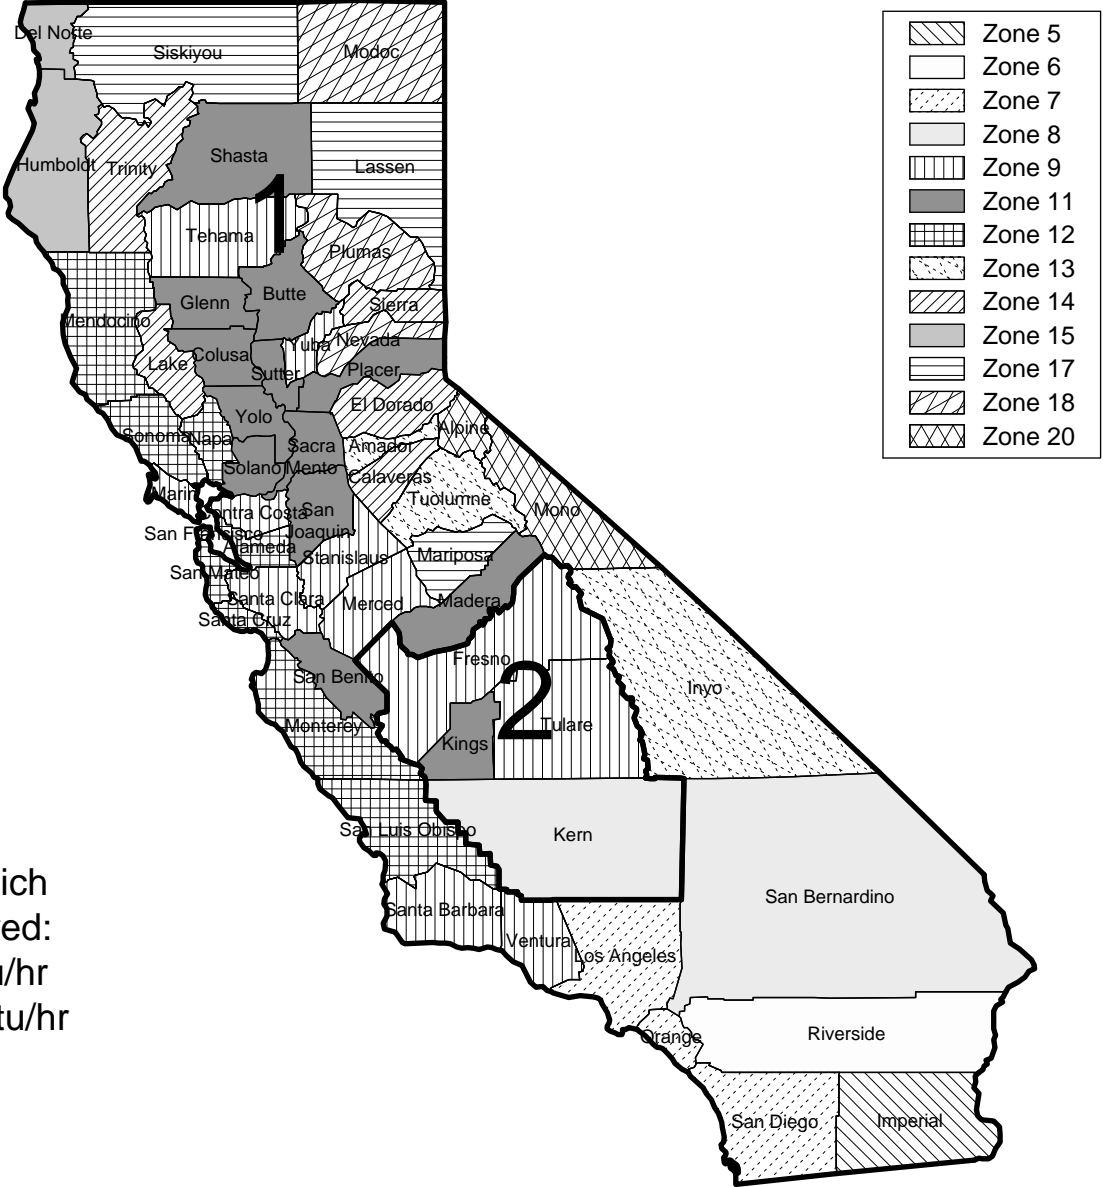 Del Norte
Siskiyou
Modoc
Humboldt
Trinity
Shasta
Lassen
1
Tehama
Plumas
Glenn
Butte
Sierra
Mendocino
Lake
Colusa
Yuba
Nevada
Sutter
Placer
El Dorado
Yolo
Sonoma
Napa
Sacra
Mento
Amador
Alpine
Solano
Calaveras
Marin
Tuolumne
Contra Costa
San
Joaquin
Mono
San Francisco
Alameda
Stanislaus
Mariposa
San Mateo
Santa Clara
Merced
Madera
Santa Cruz
Fresno
San Benito
2
Inyo
Monterey
Kings
Tulare
San Luis Obispo
Kern
San Bernardino
Santa Barbara
Ventura
Los Angeles
Orange
Riverside
San Diego
Imperial
Zone 5
Zone 6
Zone 7
Zone 8
Zone 9
Zone 11
Zone 12
Zone 13
Zone 14
Zone 15
Zone 17
Zone 18
Zone 20
ich
ed:
u/hr
tu/hr